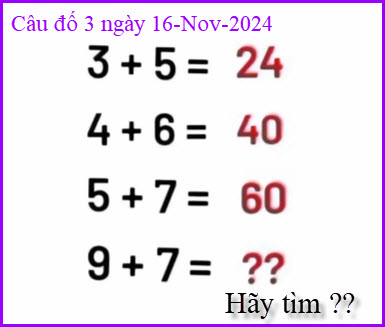 Câu đố 3 ngày 16-Nov-2024
3 + 5 = 24
4 + 6 = 40
5 + 7 = 60
9 + 7 = ??
Hãy tìm ??